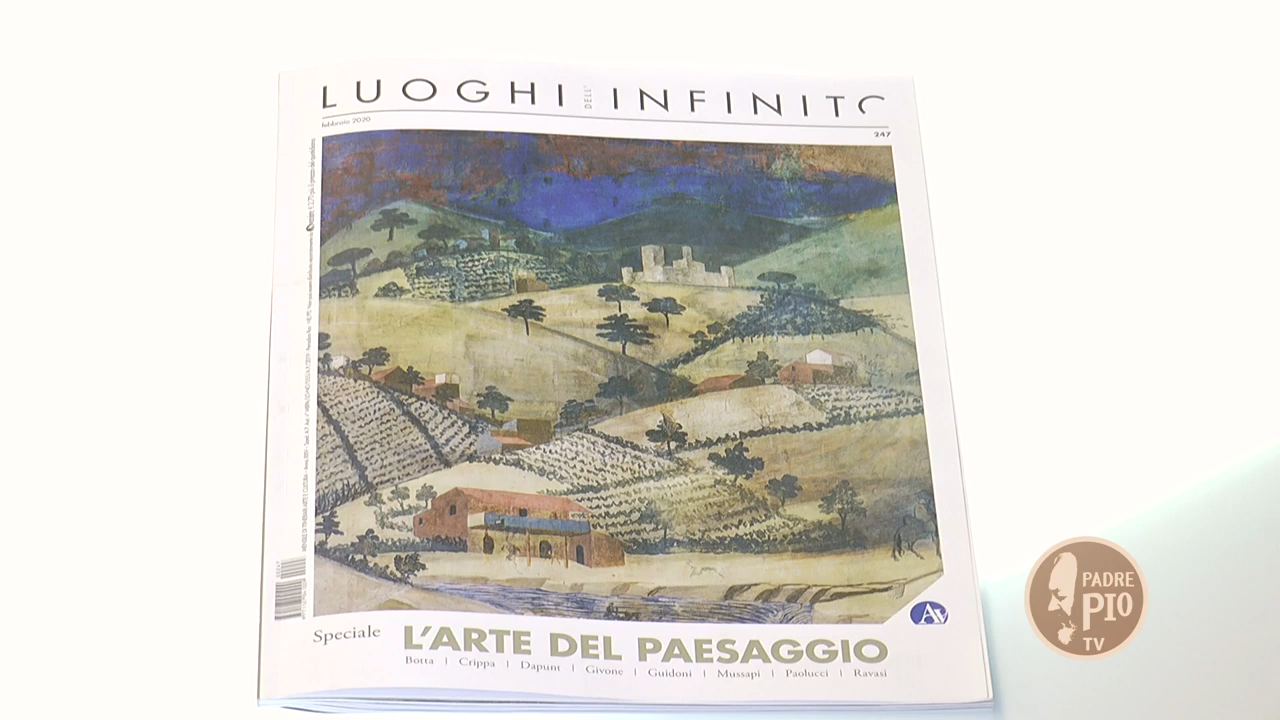 LUOGHI DELL' INFINITO
febbraio 2020
247
Av
Speciale L'ARTE DEL PAESAGGIO
Botta | Crippa | Dapunt | Givone | Guidoni | Mussapi | Paolucci | Ravasi
PADRE
PIO
TV